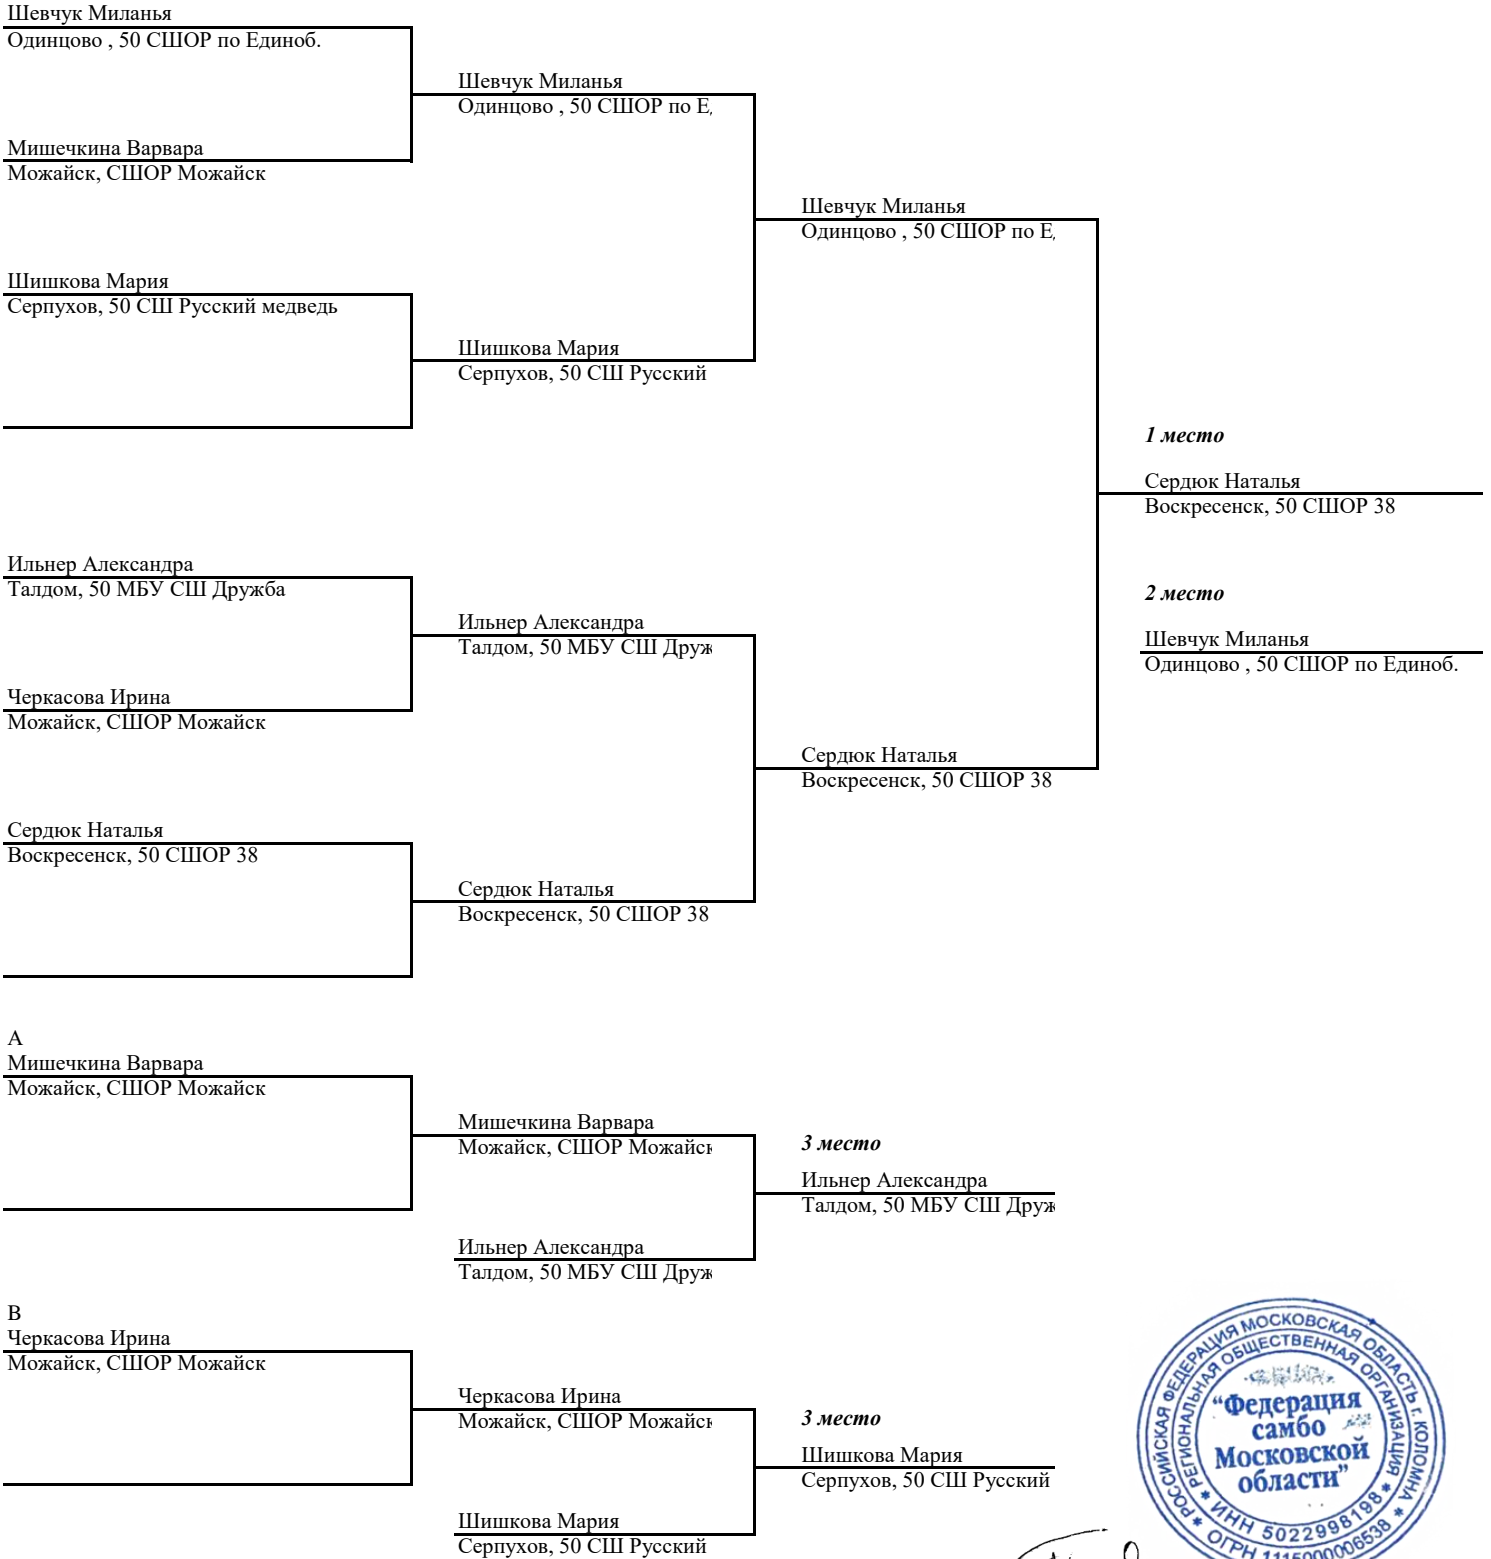 Шевчук Миланья
Одинцово , 50 СШОР по Единоб.
Мишечкина Варвара
Можайск, СШОР Можайск
Шишкова Мария
Серпухов, 50 СШ Русский медведь
Ильнер Александра
Талдом, 50 МБУ СШ Дружба
Черкасова Ирина
Можайск, СШОР Можайск
Сердюк Наталья
Воскресенск, 50 СШОР 38
Шевчук Миланья
Одинцово , 50 СШОР по Е
Шишкова Мария
Серпухов, 50 СШ Русский
Ильнер Александра
Талдом, 50 МБУ СШ Друж
Сердюк Наталья
Воскресенск, 50 СШОР 38
Шевчук Миланья
Одинцово , 50 СШОР по Е
Сердюк Наталья
Воскресенск, 50 СШОР 38
1 место
Сердюк Наталья
Воскресенск, 50 СШОР 38
2 место
Шевчук Миланья
Одинцово , 50 СШОР по Единоб.
А
Мишечкина Варвара
Можайск, СШОР Можайск
Мишечкина Варвара
Можайск, СШОР Можайск
Ильнер Александра
Талдом, 50 МБУ СШ Друж
3 место
Ильнер Александра
Талдом, 50 МБУ СШ Друж
В
Черкасова Ирина
Можайск, СШОР Можайск
Черкасова Ирина
Можайск, СШОР Можайск
Шишкова Мария
Серпухов, 50 СШ Русский
3 место
Шишкова Мария
Серпухов, 50 СШ Русский
РОССИЙСКАЯ ФЕДЕРАЦИЯ МОСКОВСКАЯ ОБЛАСТЬ г. КОЛОМНА
РЕГИОНАЛЬНАЯ ОБЩЕСТВЕННАЯ ОРГАНИЗАЦИЯ
"Федерация
самбо
Московской
области"
* ИНН 5022998198 *
* ОГРН 1115000006538 *